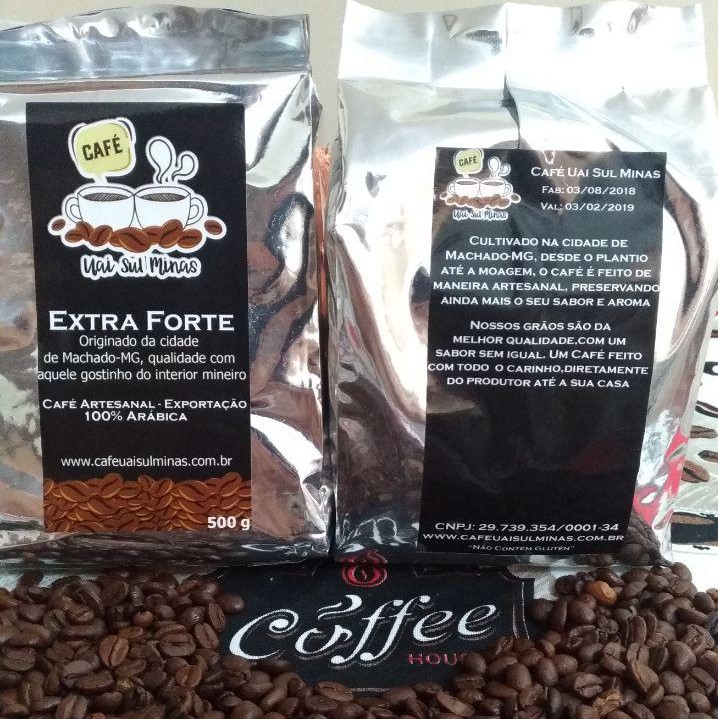 CAFÉ
Uai Sul Minas
EXTRA FORTE
Originado da cidade
de Machado-MG, qualidade com
aquele gostinho do interior mineiro
CAFÉ ARTESANAL - EXPORTAÇÃO
100% ARÁBICA
www.cafeuaisulminas.com.br
500 g
CAFÉ
Uai Sul Minas
CAFÉ UAI SUL MINAS
FAB: 03/08/2018
VAL: 03/02/2019
CULTIVADO NA CIDADE DE
MACHADO-MG, DESDE O PLANTIO
ATÉ A MOAGEM, O CAFÉ É FEITO DE
MANEIRA ARTESANAL, PRESERVANDO
AINDA MAIS O SEU SABOR E AROMA
NOSSOS GRÃOS SÃO DA
MELHOR QUALIDADE,COM UM
SABOR SEM IGUAL. UM CAFÉ FEITO
COM TODO O CARINHO,DIRETAMENTE
DO PRODUTOR ATÉ A SUA CASA
CNPJ: 29.739.354/0001-34
WWW.CAFEUAISULMINAS.COM.BR
"NÃO CONTÉM GLUTEN"
Coffee